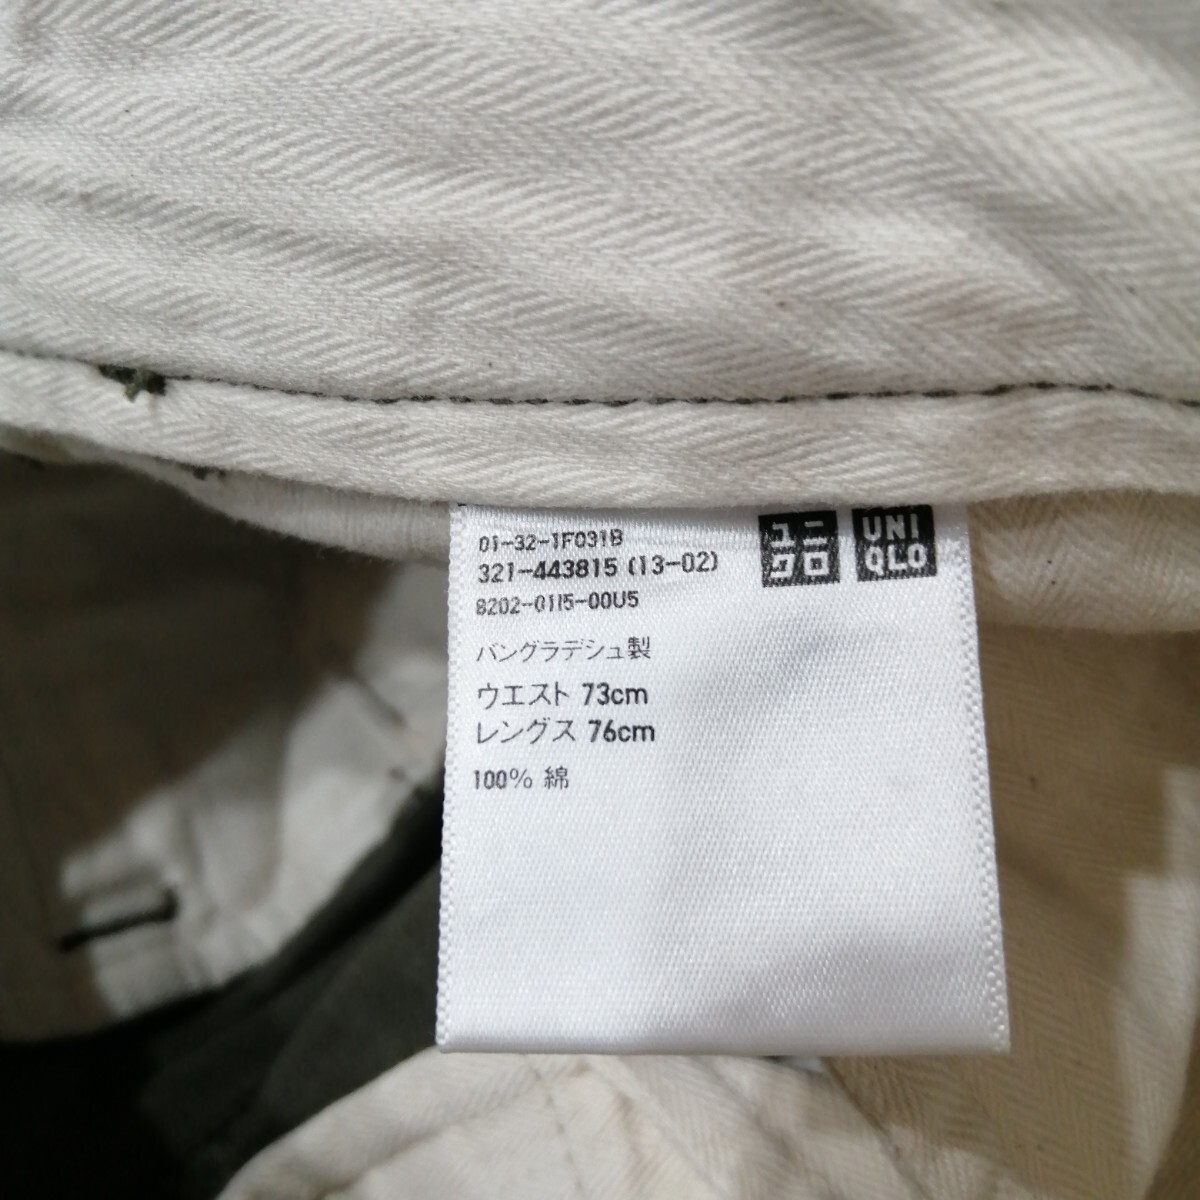 01-32-1F031B
321-443815 (13-02)
8202-0115-00U5
ユニ
クロ
UNI
QLO
バングラデシュ製
ウエスト 73cm
レングス 76cm
100% 綿